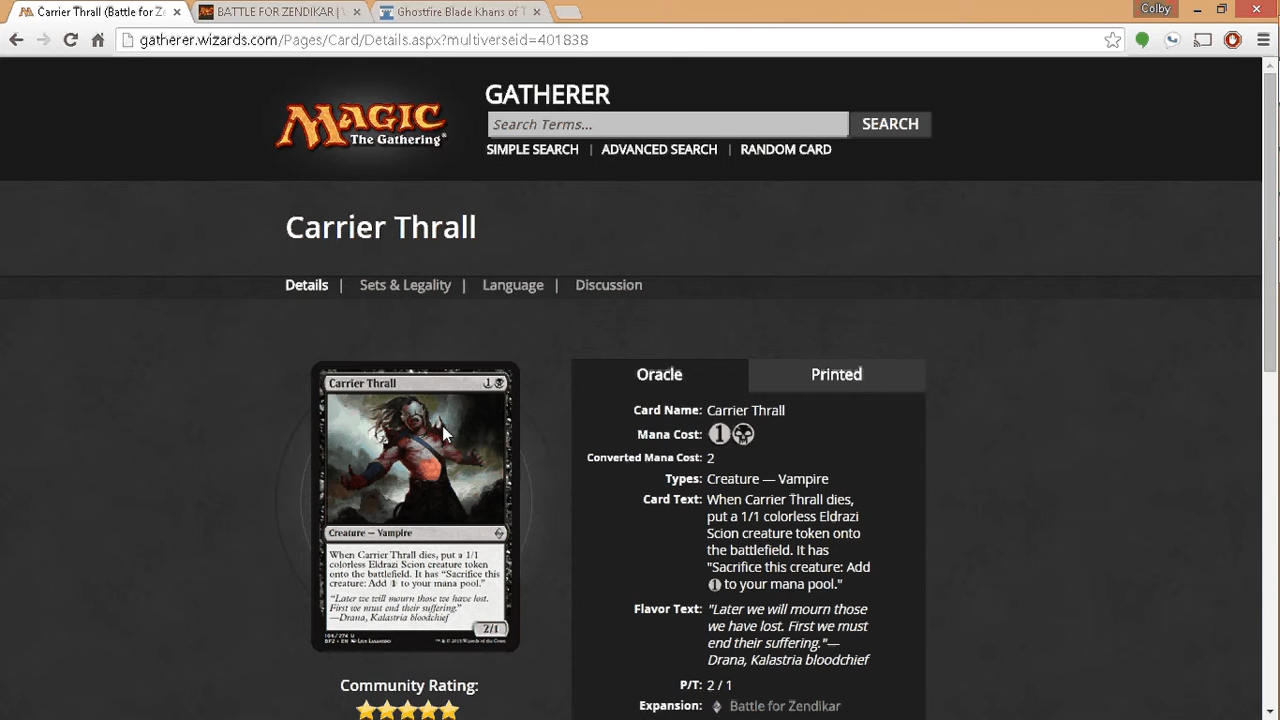 Carrier Thrall (Battle for Ze
BATTLE FOR ZENDIKAR |
Ghostfire Blade Khans of T
Colby
gatherer.wizards.com/Pages/Card/Details.aspx?multiverseid=401838
MAGIC
The Gathering®
GATHERER
Search Terms...
SEARCH
SIMPLE SEARCH | ADVANCED SEARCH | RANDOM CARD
Carrier Thrall
Details | Sets & Legality | Language | Discussion
Carrier Thrall 1
Creature — Vampire
When Carrier Thrall dies, put a 1/1
colorless Eldrazi Scion creature token
onto the battlefield. It has "Sacrifice this
creature: Add 1 to your mana pool."
"Later we will mourn those we have lost.
First we must end their suffering."
—Drana, Kalastria bloodchief
2/1
Community Rating:
Oracle
Printed
Card Name: Carrier Thrall
Mana Cost: 1
Converted Mana Cost: 2
Types: Creature — Vampire
Card Text: When Carrier Thrall dies,
put a 1/1 colorless Eldrazi
Scion creature token onto
the battlefield. It has
"Sacrifice this creature: Add
1 to your mana pool."
Flavor Text: "Later we will mourn those
we have lost. First we must
end their suffering."—
Drana, Kalastria bloodchief
P/T: 2 / 1
Expansion: Battle for Zendikar